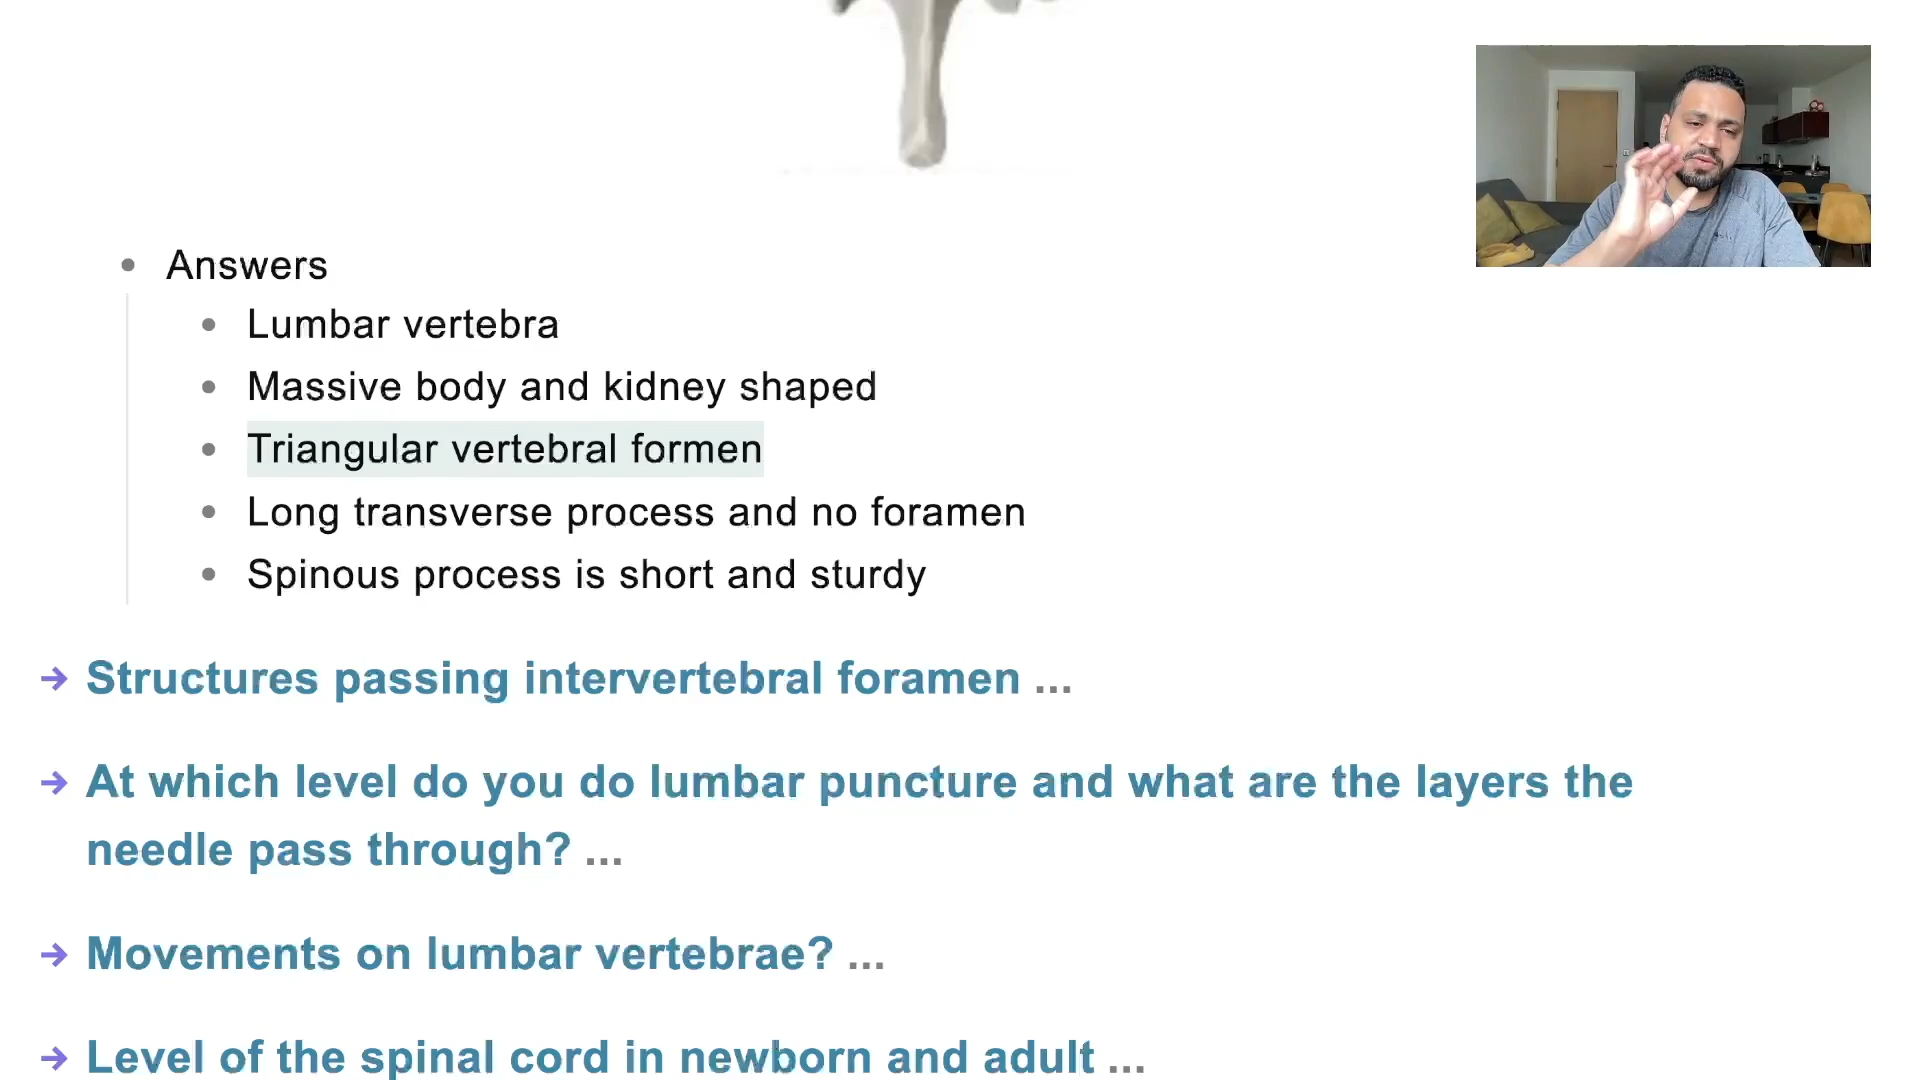 Answers
Lumbar vertebra
Massive body and kidney shaped
Triangular vertebral formen
Long transverse process and no foramen
Spinous process is short and sturdy
Structures passing intervertebral foramen ...
At which level do you do lumbar puncture and what are the layers the
needle pass through? ...
Movements on lumbar vertebrae? ...
Level of the spinal cord in newborn and adult ...